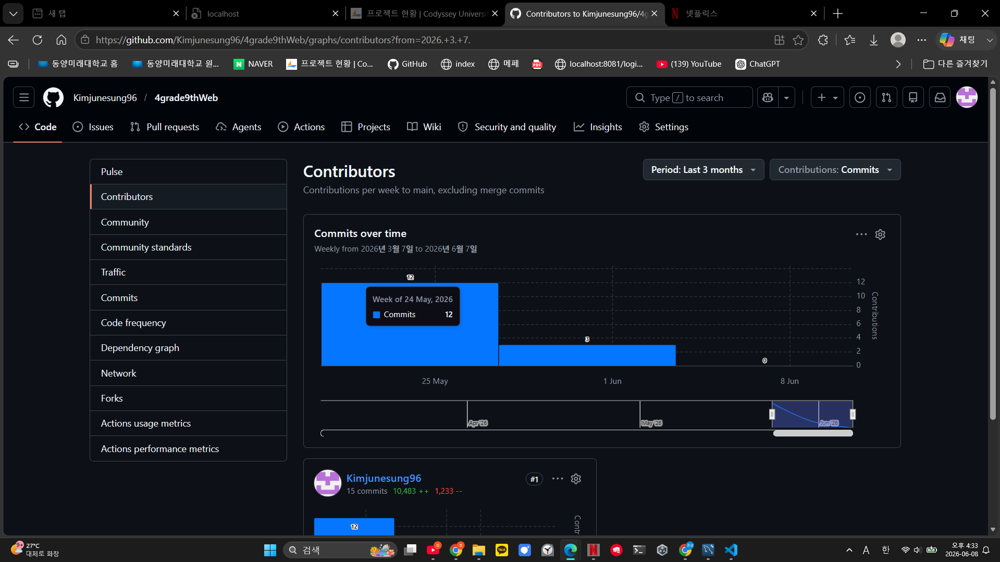 새 탭
localhost
프로젝트 현황 | Codyssey Universi
Contributors to Kimjunesung96/4g
넷플릭스
https://github.com/Kimjunesung96/4grade9thWeb/graphs/contributors?from=2026.+3.+7.
채팅
동양미래대학교 홈
동양미래대학교 원...
NAVER
프로젝트 현황 | Co...
GitHub
index
메페
PDF
localhost:8081/logi...
(139) YouTube
ChatGPT
다른 즐겨찾기
Kimjunesung96 / 4grade9thWeb
Type / to search
Code
Issues
Pull requests
Agents
Actions
Projects
Wiki
Security and quality
Insights
Settings
Pulse
Contributors
Community
Community standards
Traffic
Commits
Code frequency
Dependency graph
Network
Forks
Actions usage metrics
Actions performance metrics
Contributors
Contributions per week to main, excluding merge commits
Period: Last 3 months
Contributions: Commits
Commits over time
Weekly from 2026년 3월 7일 to 2026년 6월 7일
12
Week of 24 May, 2026
Commits 12
3
0
12
10
8
6
4
2
0
Contributions
25 May
1 Jun
8 Jun
Apr '26
May '26
Jun '26
Kimjunesung96
15 commits 10,483 ++ 1,233 --
#1
12
Contr
9+
27°C
대체로 화창
검색
TALK
A
한
오후 4:33
2026-06-08